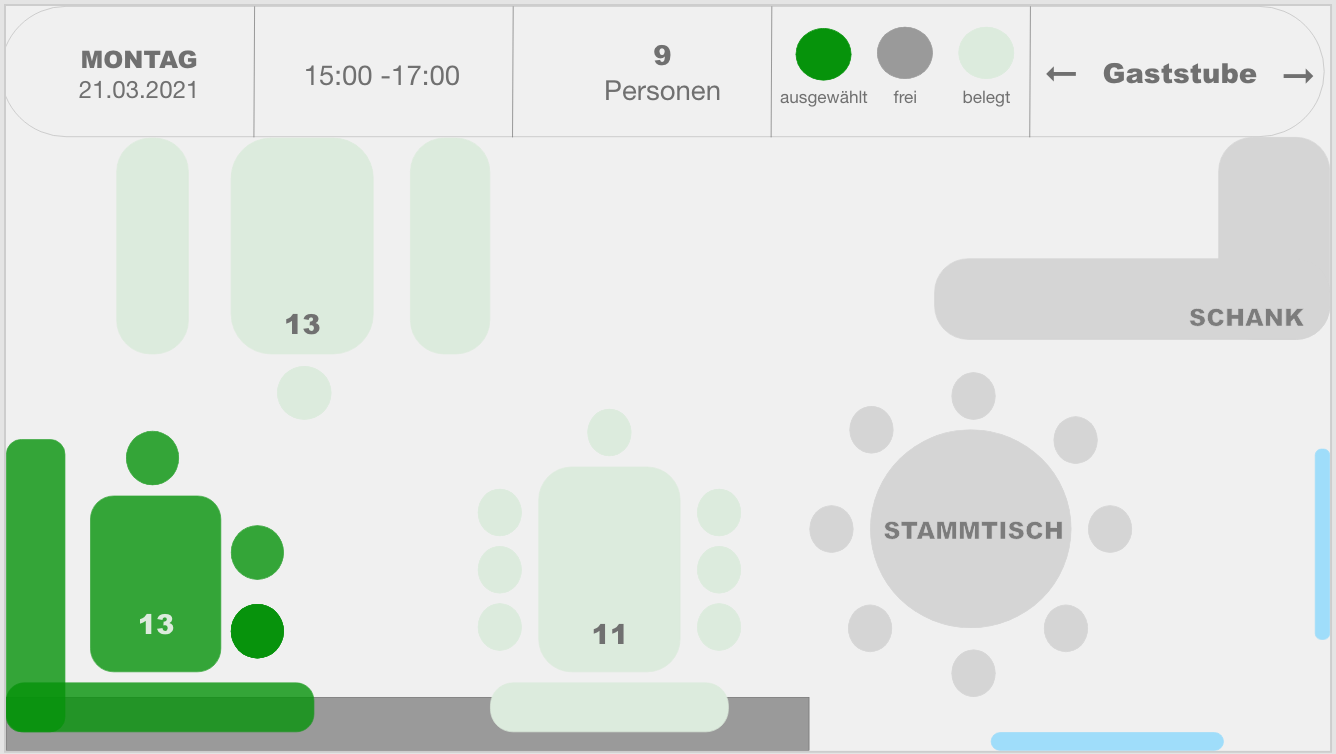 MONTAG
21.03.2021
15:00 -17:00
9
Personen
ausgewählt
frei
belegt
← Gaststube →
13
SCHANK
STAMMTISCH
13
11